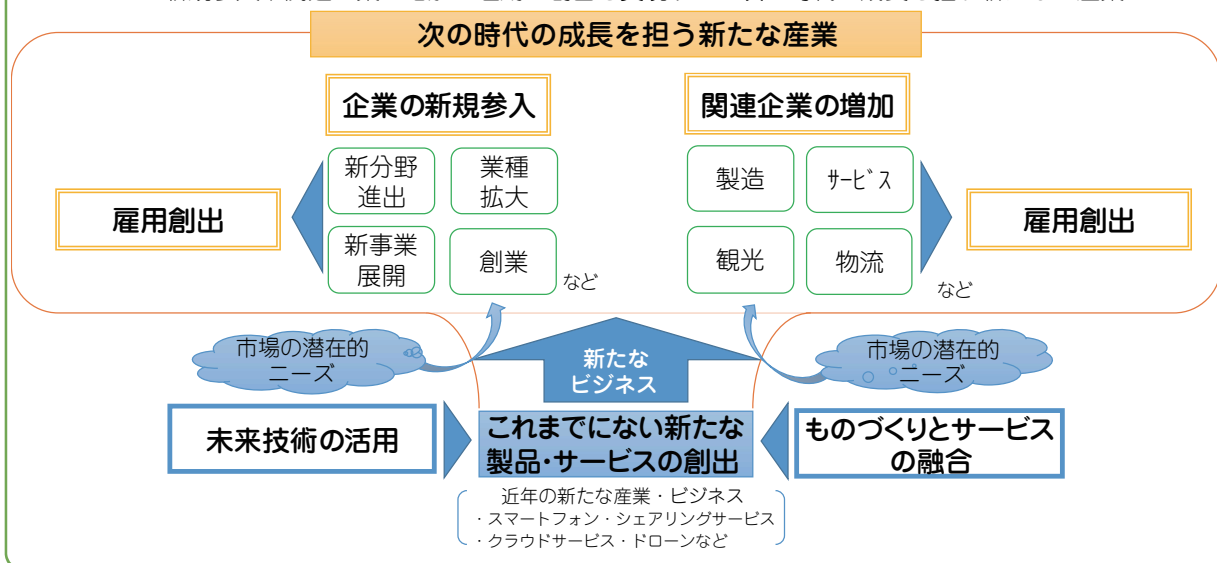 次の時代の成長を担う新たな産業
企業の新規参入
関連企業の増加
新分野
進出
業種
拡大
新事業
展開
創業
など
製造
ｻｰﾋﾞｽ
観光
物流
など
雇用創出
雇用創出
市場の潜在的
ニーズ
市場の潜在的
ニーズ
新たな
ビジネス
未来技術の活用
これまでにない新たな
製品・サービスの創出
ものづくりとサービス
の融合
近年の新たな産業・ビジネス
・スマートフォン・シェアリングサービス
・クラウドサービス・ドローンなど